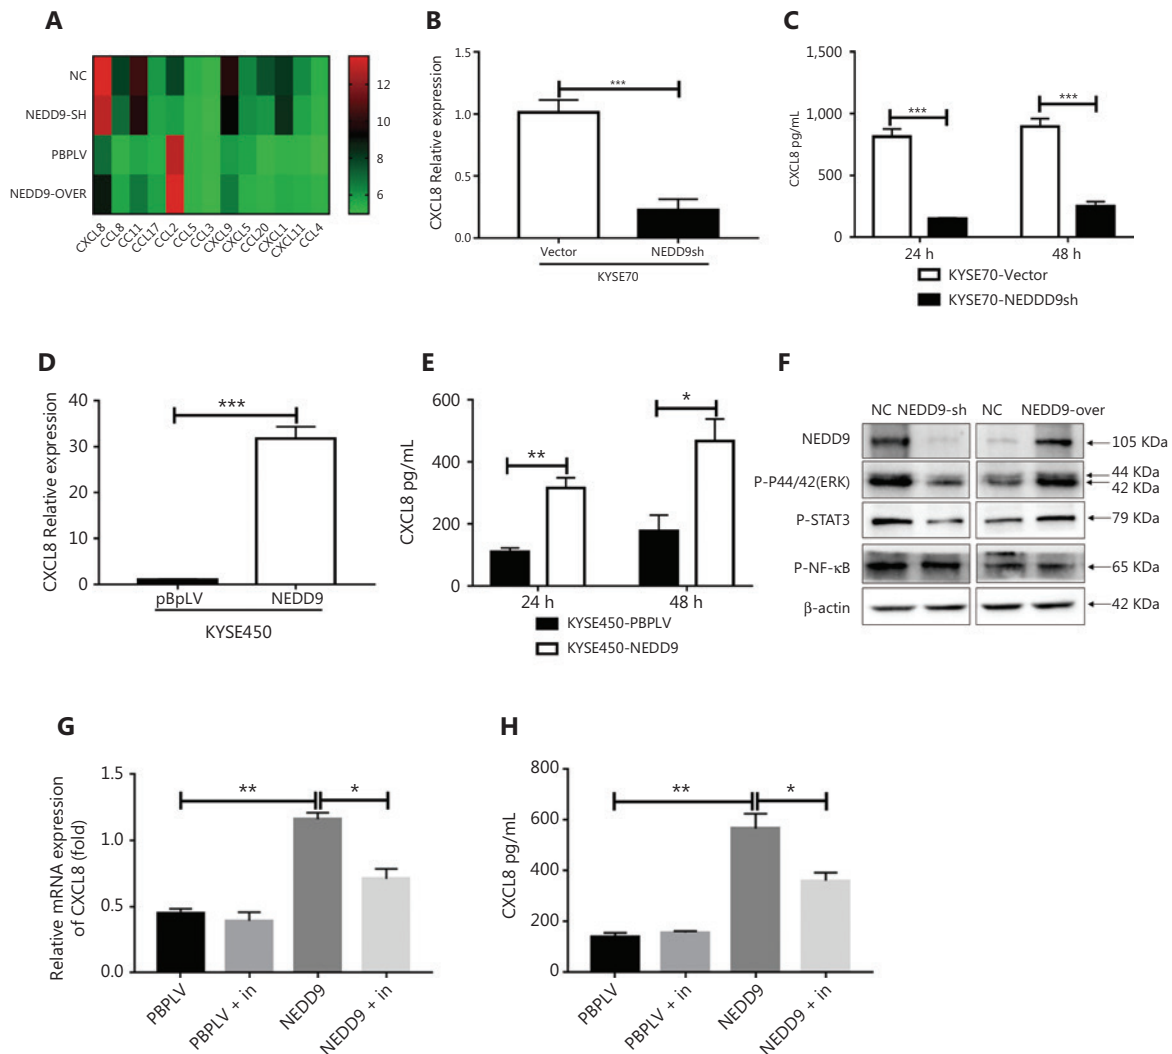 A
NC
NEDD9-SH
PBPLV
NEDD9-OVER
12
10
8
6
CXCL8
CCL8
CC11
CCL17
CCL2
CCL5
CCL3
CXCL9
CXCL5
CCL20
CXCL1
CXCL11
CCL4
B
CXCL8 Relative expression
1.5
1.0
0.5
0.0
***
Vector
NEDD9sh
KYSE70
C
CXCL8 pg/mL
1,500
1,000
500
0
***
***
24 h
48 h
KYSE70-Vector
KYSE70-NEDDD9sh
D
CXCL8 Relative expression
40
30
20
10
0
***
pBpLV
NEDD9
KYSE450
E
CXCL8 pg/mL
600
400
200
0
**
*
24 h
48 h
KYSE450-PBPLV
KYSE450-NEDD9
F
NC NEDD9-sh NC NEDD9-over
NEDD9
105 KDa
P-P44/42(ERK)
44 KDa
42 KDa
P-STAT3
79 KDa
P-NF-κB
65 KDa
β-actin
42 KDa
G
Relative mRNA expression
of CXCL8 (fold)
1.5
1.0
0.5
0.0
**
*
PBPLV
PBPLV + in
NEDD9
NEDD9 + in
H
CXCL8 pg/mL
800
600
400
200
0
**
*
PBPLV
PBPLV + in
NEDD9
NEDD9 + in